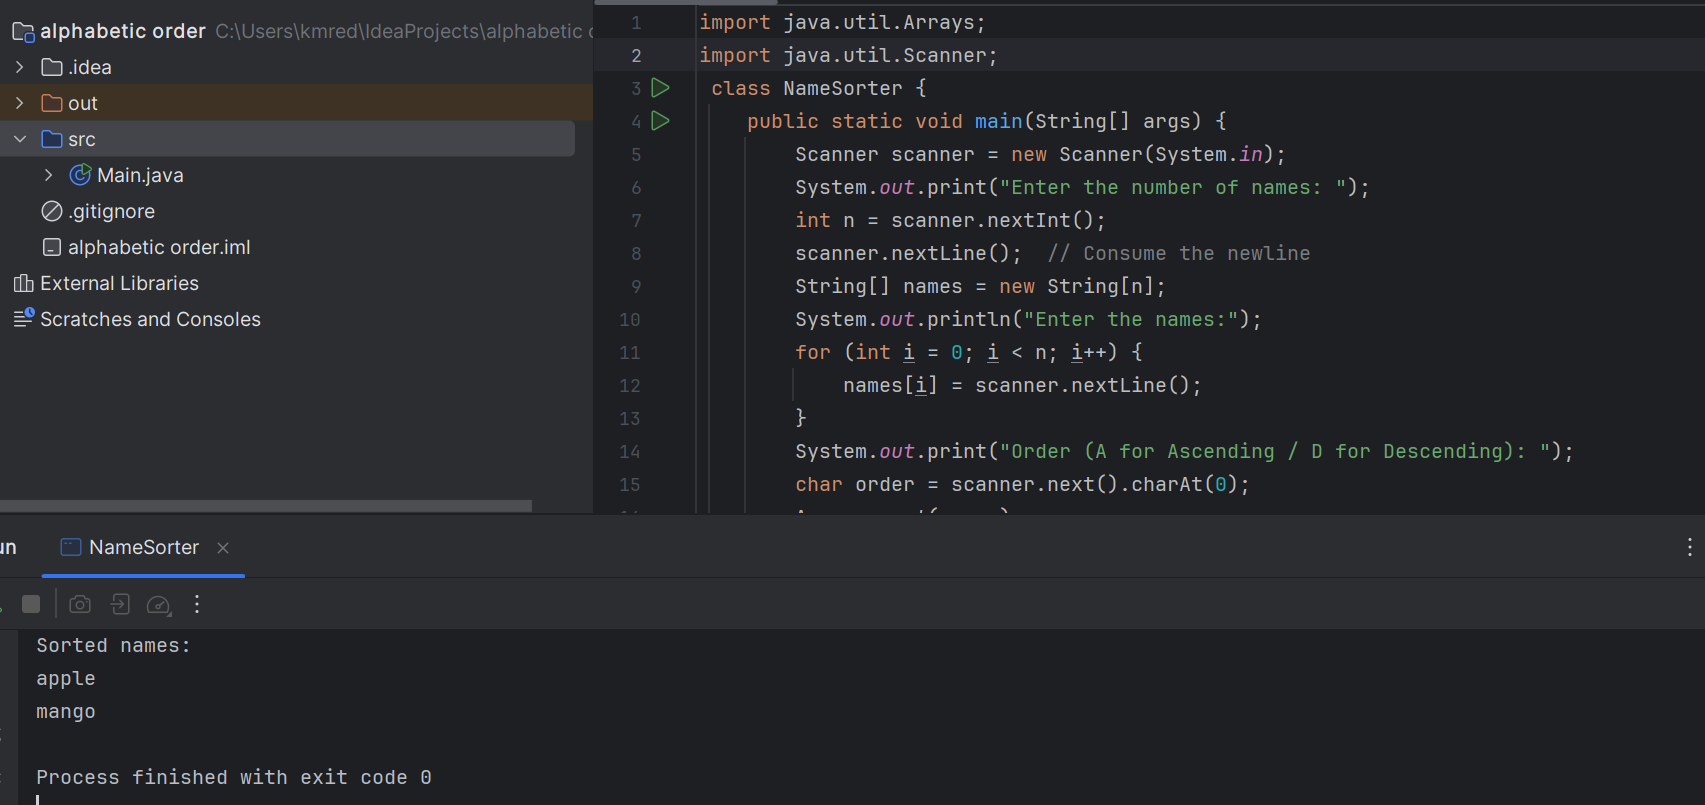 alphabetic order C:\Users\kmred\IdeaProjects\alphabetic
.idea
out
src
Main.java
.gitignore
alphabetic order.iml
External Libraries
Scratches and Consoles
1 import java.util.Arrays;
2 import java.util.Scanner;
3 class NameSorter {
4 public static void main(String[] args) {
5 Scanner scanner = new Scanner(System.in);
6 System.out.print("Enter the number of names: ");
7 int n = scanner.nextInt();
8 scanner.nextLine();  // Consume the newline
9 String[] names = new String[n];
10 System.out.println("Enter the names:");
11 for (int i = 0; i < n; i++) {
12 names[i] = scanner.nextLine();
13 }
14 System.out.print("Order (A for Ascending / D for Descending): ");
15 char order = scanner.next().charAt(0);
NameSorter
Sorted names:
apple
mango
Process finished with exit code 0